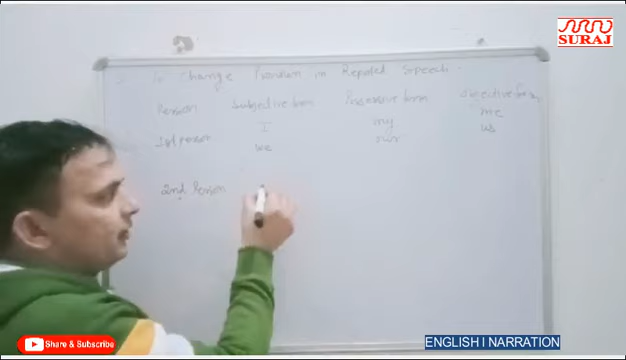 SURAJ
To Change Pronoun in Reported Speech
Person Subjective form Possessive form Objective form
1st person I my me
we our us
2nd Person
Share & Subscribe
ENGLISH I NARRATION